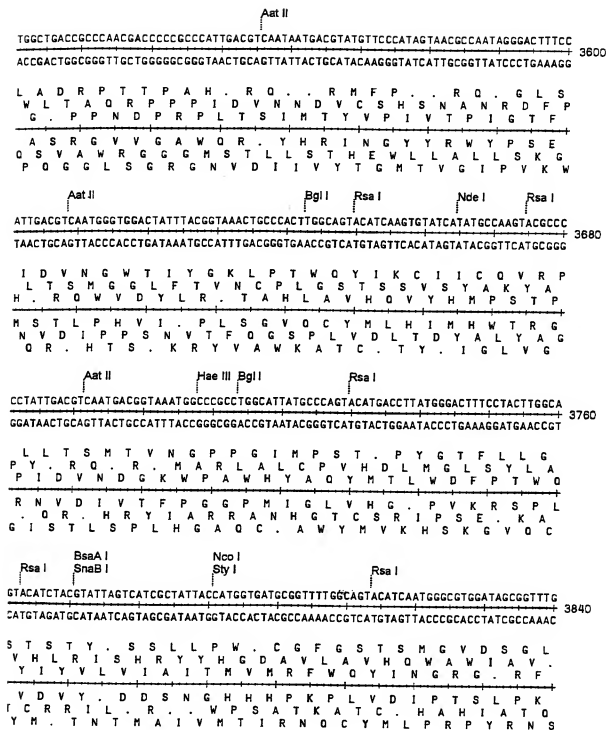 Aat II
TGGCTGACCGCCCAACGACCCCCGCCCATTGACGTCAATAATGACGTATGTTCCCATAGTAACGCCAATAGGGACTTTCC
3600
ACCGACTGGCGGGTTGCTGGGGGCGGGTAACTGCAGTTATTACTGCATACAAGGGTATCATTGCGGTTATCCCTGAAAGG
L A D R P T T P A H . R Q . . R M F P . . R Q . G L S
W L T A Q R P P P I D V N N D V C S H S N A N R D F P
G . P P N D P R P L T S I M T Y V P I V T P I G T F
A S R G V V G A W Q R . Y H R I N G Y Y R W Y P S E
Q S V A W R G G G M S T L L S T H E W L L A L L S K G
P Q G G L S G R G N V D I I V Y T G M T V G I P V K W
Aat II Bgl I Rsa I Nde I Rsa I
ATTGACGTCAATGGGTGGACTATTTACGGTAAACTGCCCACTTGGCAGTACATCAAGTGTATCATATGCCAAGTACGCCC
3680
TAACTGCAGTTACCCACCTGATAAATGCCATTTGACGGGTGAACCGTCATGTAGTTCACATAGTATACGGTTCATGCGGG
I D V N G W T I Y G K L P T W Q Y I K C I I C Q V R P
L T S M G G L F T V N C P L G S T S S V S Y A K Y A
H . R Q W V D Y L R . T A H L A V H Q V Y H M P S T P
M S T L P H V I . P L S G V Q C Y M L H I M H W T R G
N V D I P P S N V T F Q G S P L V D L T D Y A L Y A G
Q R . H T S . K R Y V A W K A T C . T Y . I G L V G
Aat II Hae III Bgl I Rsa I
CCTATTGACGTCAATGACGGTAAATGGCCCGCCTGGCATTATGCCCAGTACATGACCTTATGGGACTTTCCTACTTGGCA
3760
GGATAACTGCAGTTACTGCCATTTACCGGGCGGACCGTAATACGGGTCATGTACTGGAATACCCTGAAAGGATGAACCGT
L L T S M T V N G P P G I M P S T . P Y G T F L L G
P Y . R Q . R . M A R L A L C P V H D L M G L S Y L A
P I D V N D G K W P A W H Y A Q Y M T L W D F P T W Q
R N V D I V T F P G G P M I G L V H G . P V K R S P L
. Q R . H R Y I A R R A N H G T C S R I P S E . K A
G I S T L S P L H G A Q C . A W Y M V K H S K G V Q C
Rsa I BsaA I Nco I Rsa I
SnaB I Sty I
GTACATCTACGTATTAGTCATCGCTATTACCATGGTGATGCGGTTTTGGCAGTACATCAATGGGCGTGGATAGCGGTTTG
3840
CATGTAGATGCATAATCAGTAGCGATAATGGTACCACTACGCCAAAACCGTCATGTAGTTACCCGCACCTATCGCCAAAC
S T S T Y . S S L L P W . C G F G S T S M G V D S G L
V H L R I S H R Y Y H G D A V L A V H Q W A W I A V .
Y I Y V L V I A I T M V M R F W Q Y I N G R G . R F
V D V Y . D D S N G H H H P K P L V D I P T S L P K
T C R R I L . R . . W P S A T K A T C . H A H I A T Q
Y M . T N T M A I V M T I R N Q C Y M L P R P Y R N S